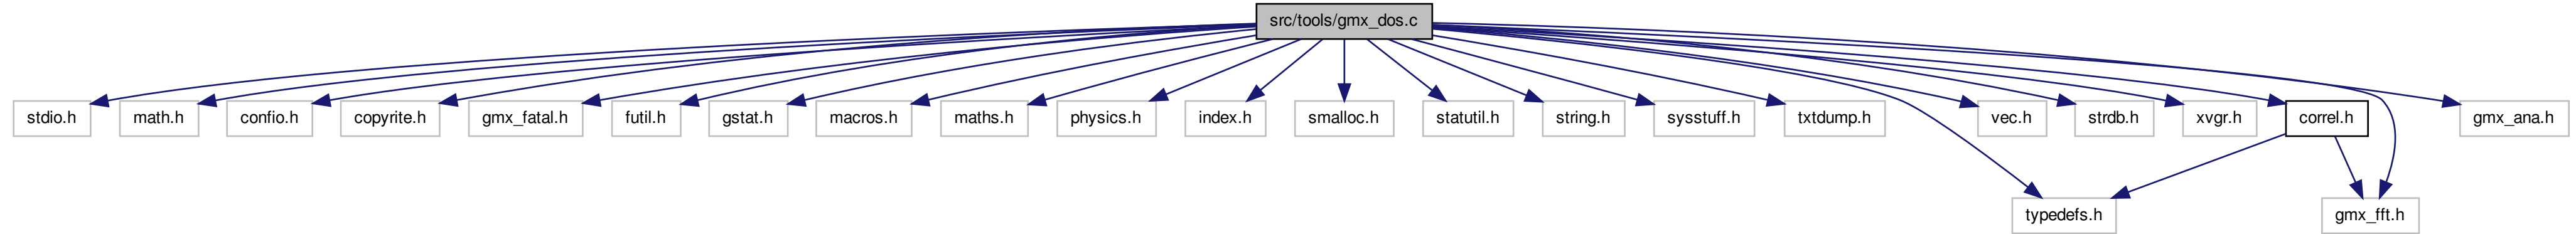 src/tools/gmx_dos.c
stdio.h
math.h
confio.h
copyrite.h
gmx_fatal.h
futil.h
gstat.h
macros.h
maths.h
physics.h
index.h
smalloc.h
statutil.h
string.h
sysstuff.h
txtdump.h
vec.h
strdb.h
xvgr.h
correl.h
gmx_ana.h
typedefs.h
gmx_fft.h